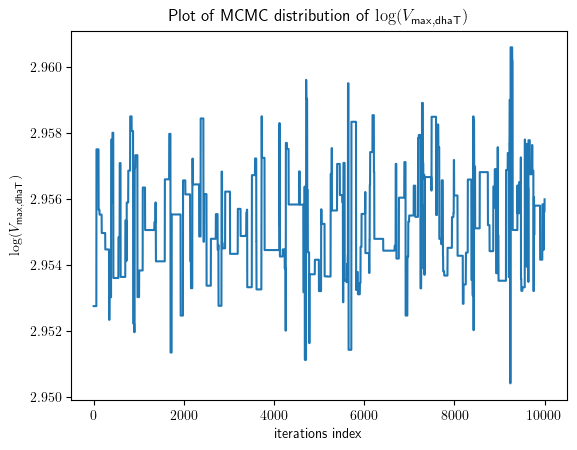 Plot of MCMC distribution of log(V_max,dhaT)
2.960
2.958
2.956
2.954
2.952
2.950
log(V_max,dhaT)
0 2000 4000 6000 8000 10000
iterations index